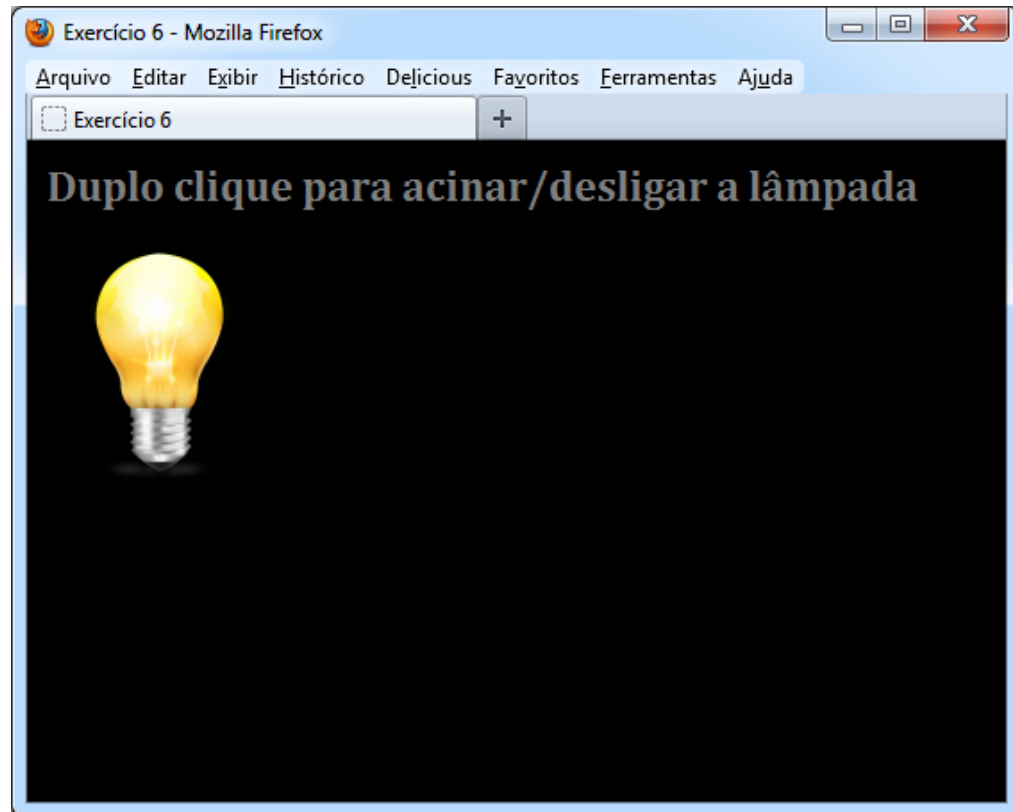 Exercício 6 - Mozilla Firefox
Arquivo Editar Exibir Histórico Delicious Favoritos Ferramentas Ajuda
Exercício 6
Duplo clique para acinar/desligar a lâmpada